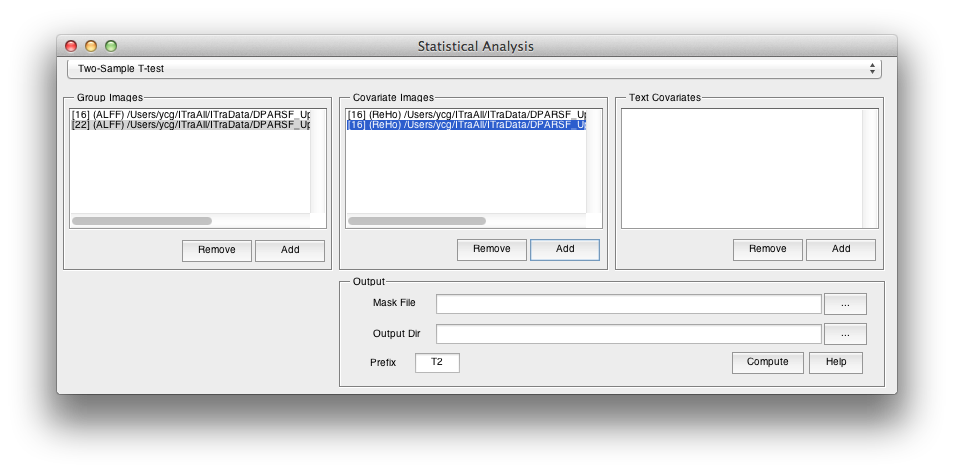 Statistical Analysis
Two-Sample T-test
Group Images
[16] (ALFF) /Users/ycg/ITraAll/ITraData/DPARSF_Up
[22] (ALFF) /Users/ycg/ITraAll/ITraData/DPARSF_Up
Remove
Add
Covariate Images
[16] (ReHo) /Users/ycg/ITraAll/ITraData/DPARSF_Up
[16] (ReHo) /Users/ycg/ITraAll/ITraData/DPARSF_Up
Remove
Add
Text Covariates
Remove
Add
Output
Mask File
...
Output Dir
...
Prefix
T2
Compute
Help